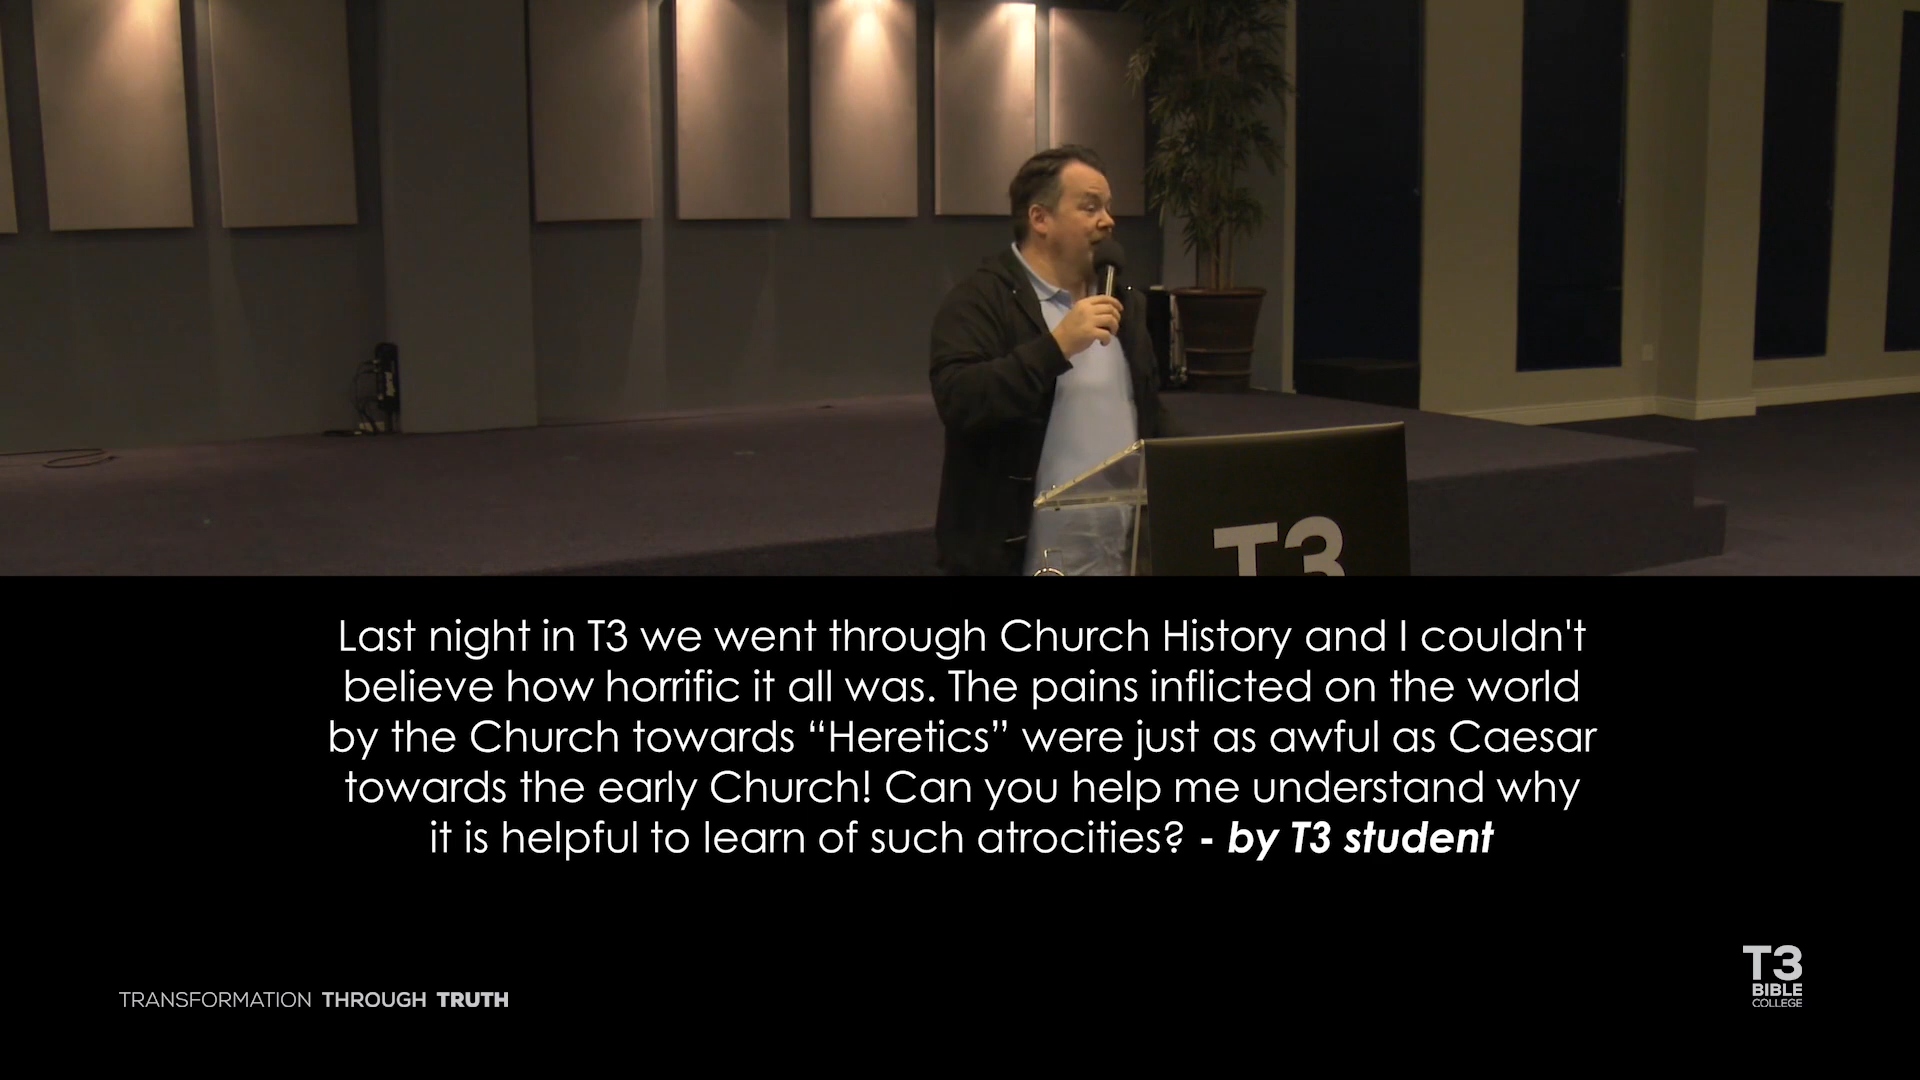 T3
Last night in T3 we went through Church History and I couldn't
believe how horrific it all was. The pains inflicted on the world
by the Church towards “Heretics” were just as awful as Caesar
towards the early Church! Can you help me understand why
it is helpful to learn of such atrocities? - by T3 student
TRANSFORMATION THROUGH TRUTH
T3
BIBLE
COLLEGE